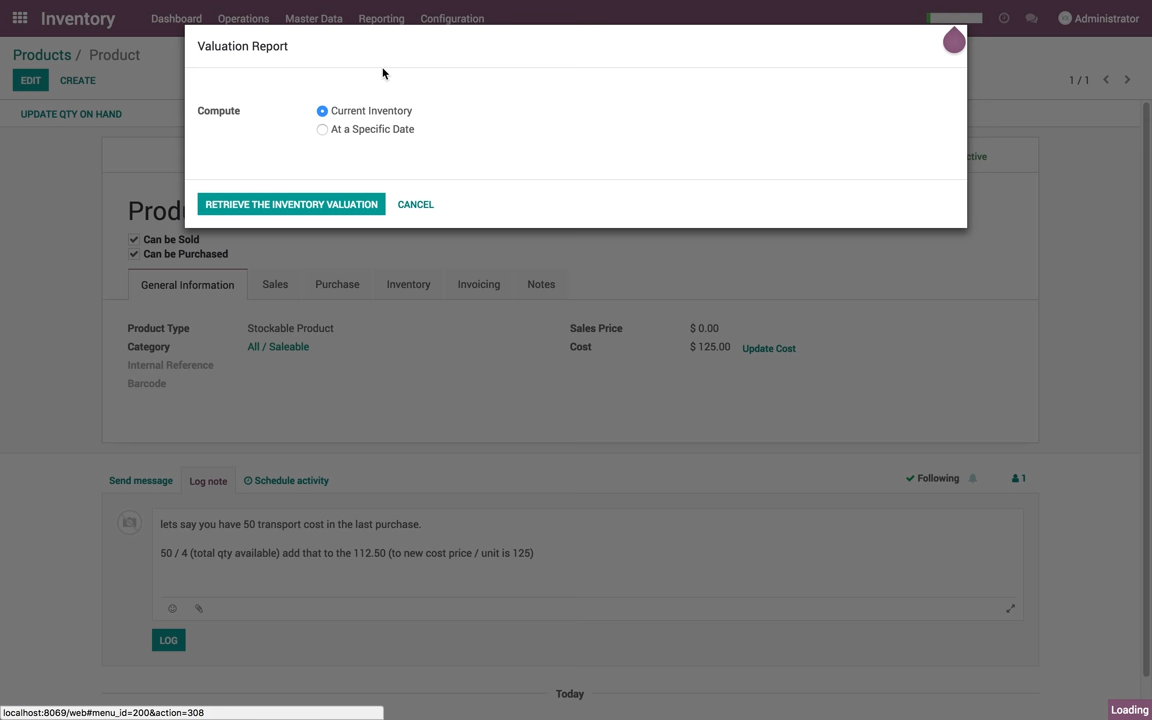 Inventory Dashboard Operations Master Data Reporting Configuration Administrator
Products / Product
Valuation Report
EDIT CREATE 1 / 1
Compute Current Inventory
At a Specific Date
UPDATE QTY ON HAND
ctive
RETRIEVE THE INVENTORY VALUATION CANCEL
Produ
Can be Sold
Can be Purchased
General Information Sales Purchase Inventory Invoicing Notes
Product Type Stockable Product Sales Price $ 0.00
Category All / Saleable Cost $ 125.00 Update Cost
Internal Reference
Barcode
Send message Log note Schedule activity Following 1
lets say you have 50 transport cost in the last purchase.
50 / 4 (total qty available) add that to the 112.50 (to new cost price / unit is 125)
LOG
Today
localhost:8069/web#menu_id=200&action=308 Loading